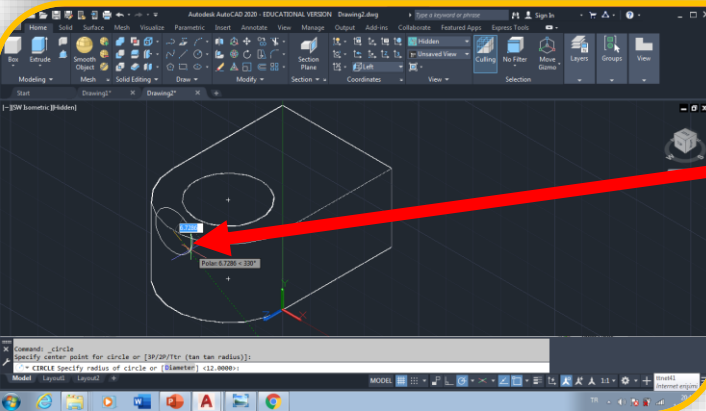 Autodesk AutoCAD 2020 - EDUCATIONAL VERSION Drawing2.dwg
Type a keyword or phrase
Sign In
Home Solid Surface Mesh Visualize Parametric Insert Annotate View Manage Output Add-ins Collaborate Featured Apps Express Tools
Box Extrude Smooth Object Section Plane Hidden Unsaved View Left Culling No Filter Move Gizmo Layers Groups View
Modeling Mesh Solid Editing Draw Modify Section Coordinates View Selection
Start Drawing1* Drawing2*
[-][SW Isometric][Hidden]
6.7286
Polar: 6.7286 < 330°
Command: _circle
Specify center point for circle or [3P/2P/Ttr (tan tan radius)]:
CIRCLE Specify radius of circle or [Diameter] <12.0000>:
Model Layout1 Layout2 +
MODEL 1:1
ttnet41
Internet erişimi
TR